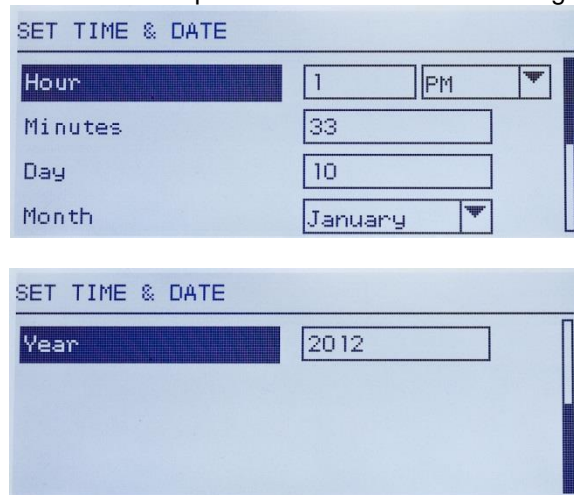 SET TIME & DATE
Hour 1 PM
Minutes 33
Day 10
Month January
SET TIME & DATE
Year 2012